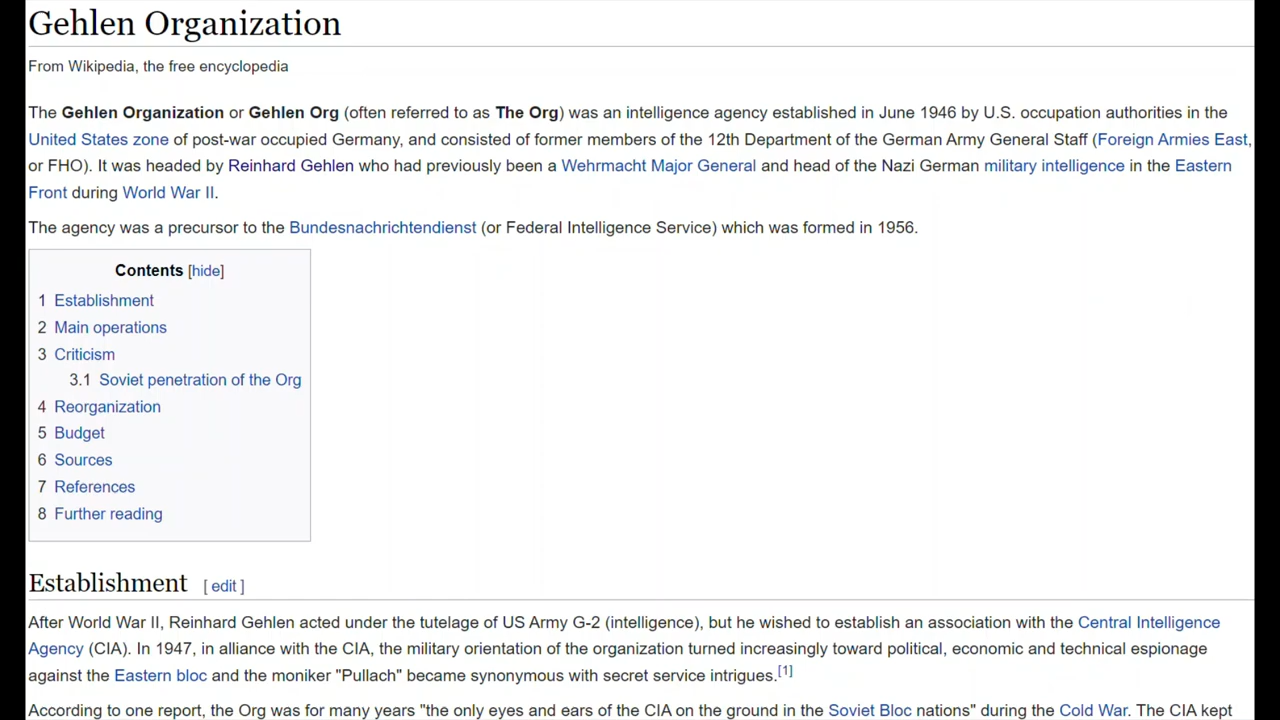 Gehlen Organization
From Wikipedia, the free encyclopedia
The Gehlen Organization or Gehlen Org (often referred to as The Org) was an intelligence agency established in June 1946 by U.S. occupation authorities in the
United States zone of post-war occupied Germany, and consisted of former members of the 12th Department of the German Army General Staff (Foreign Armies East,
or FHO). It was headed by Reinhard Gehlen who had previously been a Wehrmacht Major General and head of the Nazi German military intelligence in the Eastern
Front during World War II.
The agency was a precursor to the Bundesnachrichtendienst (or Federal Intelligence Service) which was formed in 1956.
Contents [hide]
1 Establishment
2 Main operations
3 Criticism
3.1 Soviet penetration of the Org
4 Reorganization
5 Budget
6 Sources
7 References
8 Further reading
Establishment [ edit ]
After World War II, Reinhard Gehlen acted under the tutelage of US Army G-2 (intelligence), but he wished to establish an association with the Central Intelligence
Agency (CIA). In 1947, in alliance with the CIA, the military orientation of the organization turned increasingly toward political, economic and technical espionage
against the Eastern bloc and the moniker "Pullach" became synonymous with secret service intrigues.[1]
According to one report, the Org was for many years "the only eyes and ears of the CIA on the ground in the Soviet Bloc nations" during the Cold War. The CIA kept